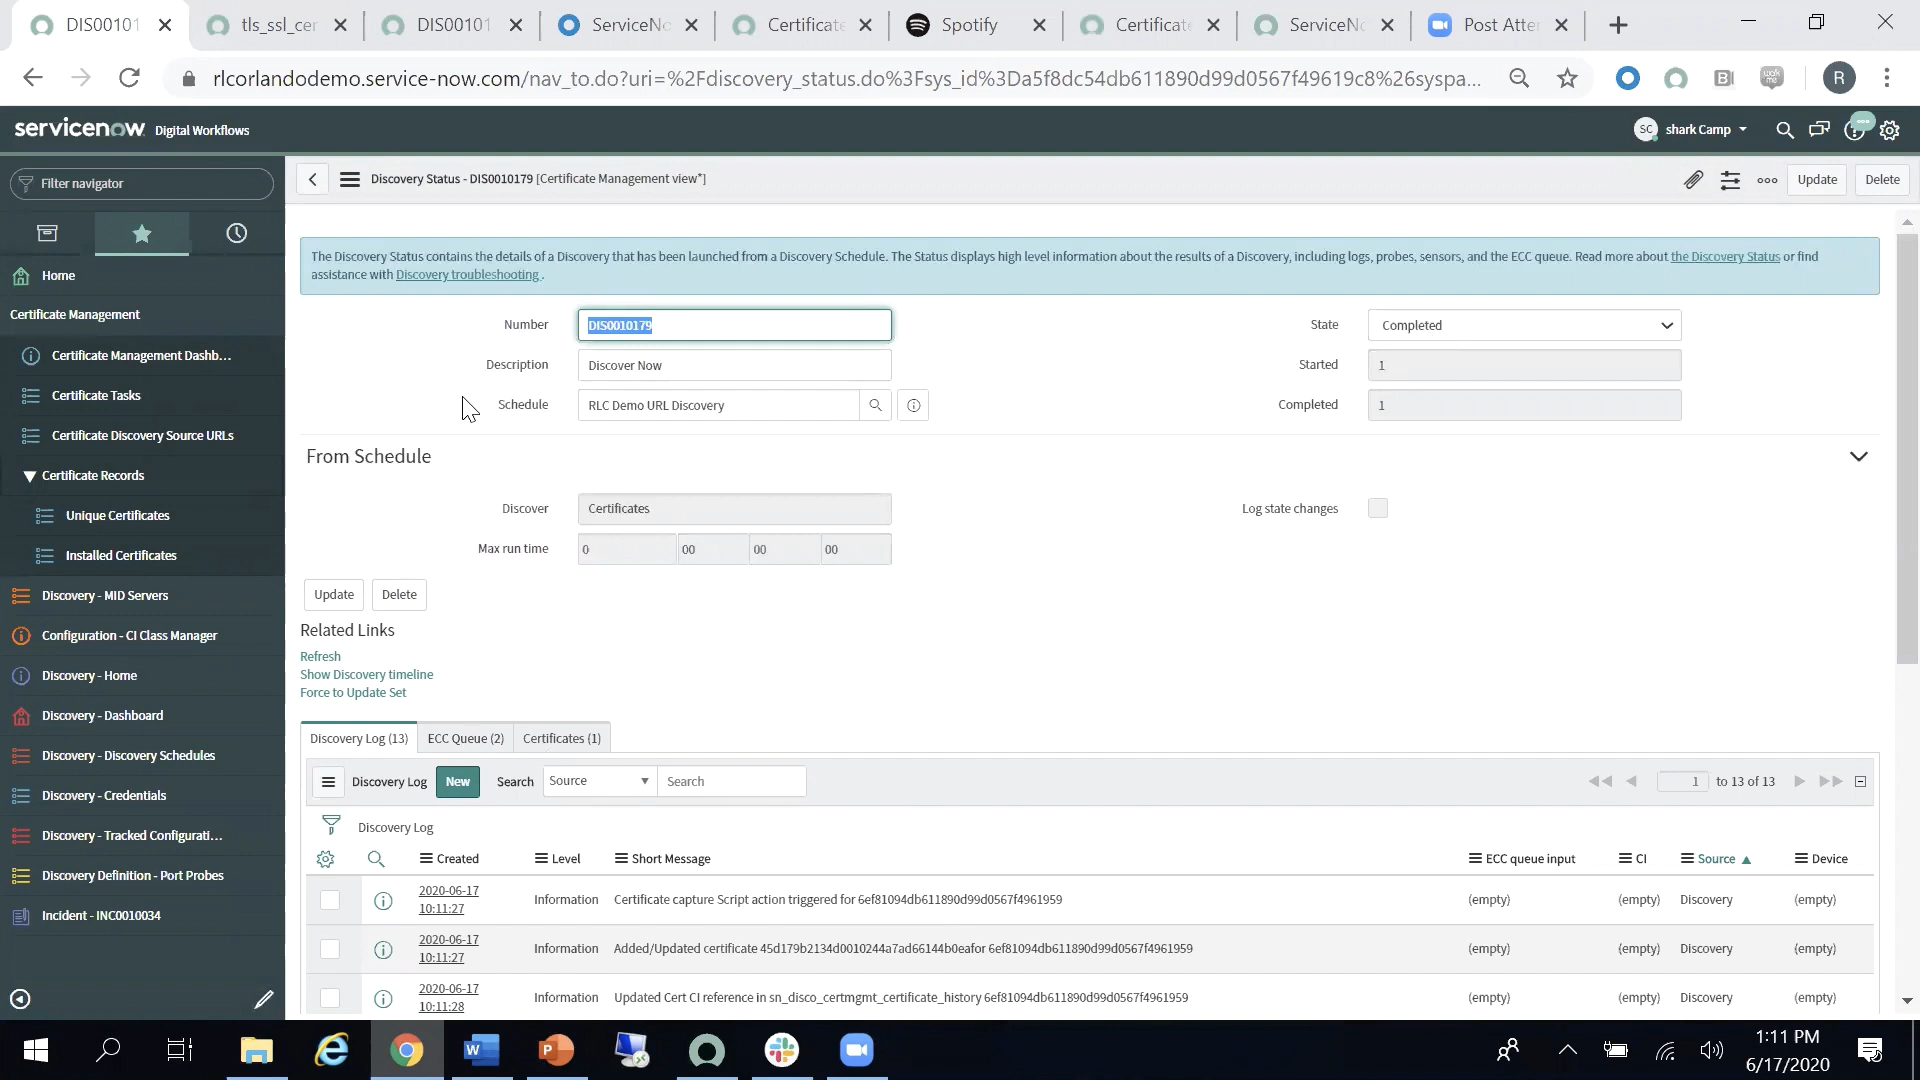 DIS00101
tls_ssl_cer
DIS00101
ServiceNo
Certificate
Spotify
Certificate
ServiceNo
Post Atter
rlcorlandodemo.service-now.com/nav_to.do?uri=%2Fdiscovery_status.do%3Fsys_id%3Da5f8dc54db611890d99d0567f49619c8%26syspa...
R
servicenow Digital Workflows
SC shark Camp
Filter navigator
Discovery Status - DIS0010179 [Certificate Management view*]
Update
Delete
Home
Certificate Management
Certificate Management Dashb...
Certificate Tasks
Certificate Discovery Source URLs
Certificate Records
Unique Certificates
Installed Certificates
Discovery - MID Servers
Configuration - CI Class Manager
Discovery - Home
Discovery - Dashboard
Discovery - Discovery Schedules
Discovery - Credentials
Discovery - Tracked Configurati...
Discovery Definition - Port Probes
Incident - INC0010034
The Discovery Status contains the details of a Discovery that has been launched from a Discovery Schedule. The Status displays high level information about the results of a Discovery, including logs, probes, sensors, and the ECC queue. Read more about the Discovery Status or find
assistance with Discovery troubleshooting .
Number DIS0010179
State Completed
Description Discover Now
Started 1
Schedule RLC Demo URL Discovery
Completed 1
From Schedule
Discover Certificates
Log state changes
Max run time 0 00 00 00
Update Delete
Related Links
Refresh
Show Discovery timeline
Force to Update Set
Discovery Log (13) ECC Queue (2) Certificates (1)
Discovery Log New Search Source Search 1 to 13 of 13
Discovery Log
Created Level Short Message ECC queue input CI Source Device
2020-06-17
10:11:27
Information Certificate capture Script action triggered for 6ef81094db611890d99d0567f4961959 (empty) (empty) Discovery (empty)
2020-06-17
10:11:27
Information Added/Updated certificate 45d179b2134d0010244a7ad66144b0eafor 6ef81094db611890d99d0567f4961959 (empty) (empty) Discovery (empty)
2020-06-17
10:11:28
Information Updated Cert CI reference in sn_disco_certmgmt_certificate_history 6ef81094db611890d99d0567f4961959 (empty) (empty) Discovery (empty)
1:11 PM
6/17/2020